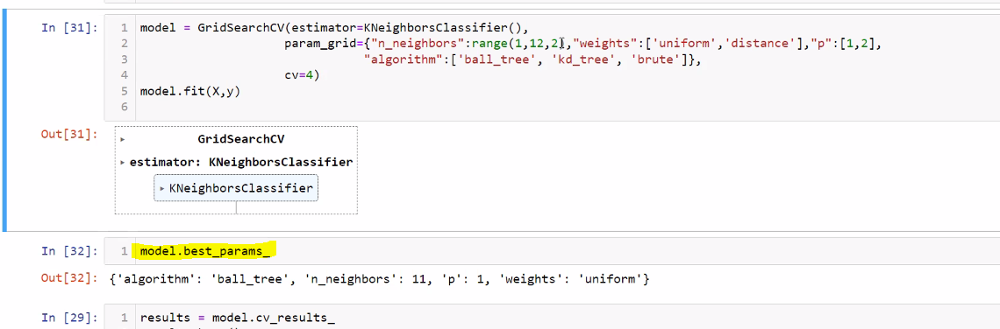 In [31]:
1 model = GridSearchCV(estimator=KNeighborsClassifier(),
2 param_grid={"n_neighbors":range(1,12,2),"weights":['uniform','distance'],"p":[1,2],
3 "algorithm":['ball_tree', 'kd_tree', 'brute']},
4 cv=4)
5 model.fit(X,y)
6
Out[31]:
GridSearchCV
estimator: KNeighborsClassifier
KNeighborsClassifier
In [32]: 1 model.best_params_
Out[32]: {'algorithm': 'ball_tree', 'n_neighbors': 11, 'p': 1, 'weights': 'uniform'}
In [29]: 1 results = model.cv_results_